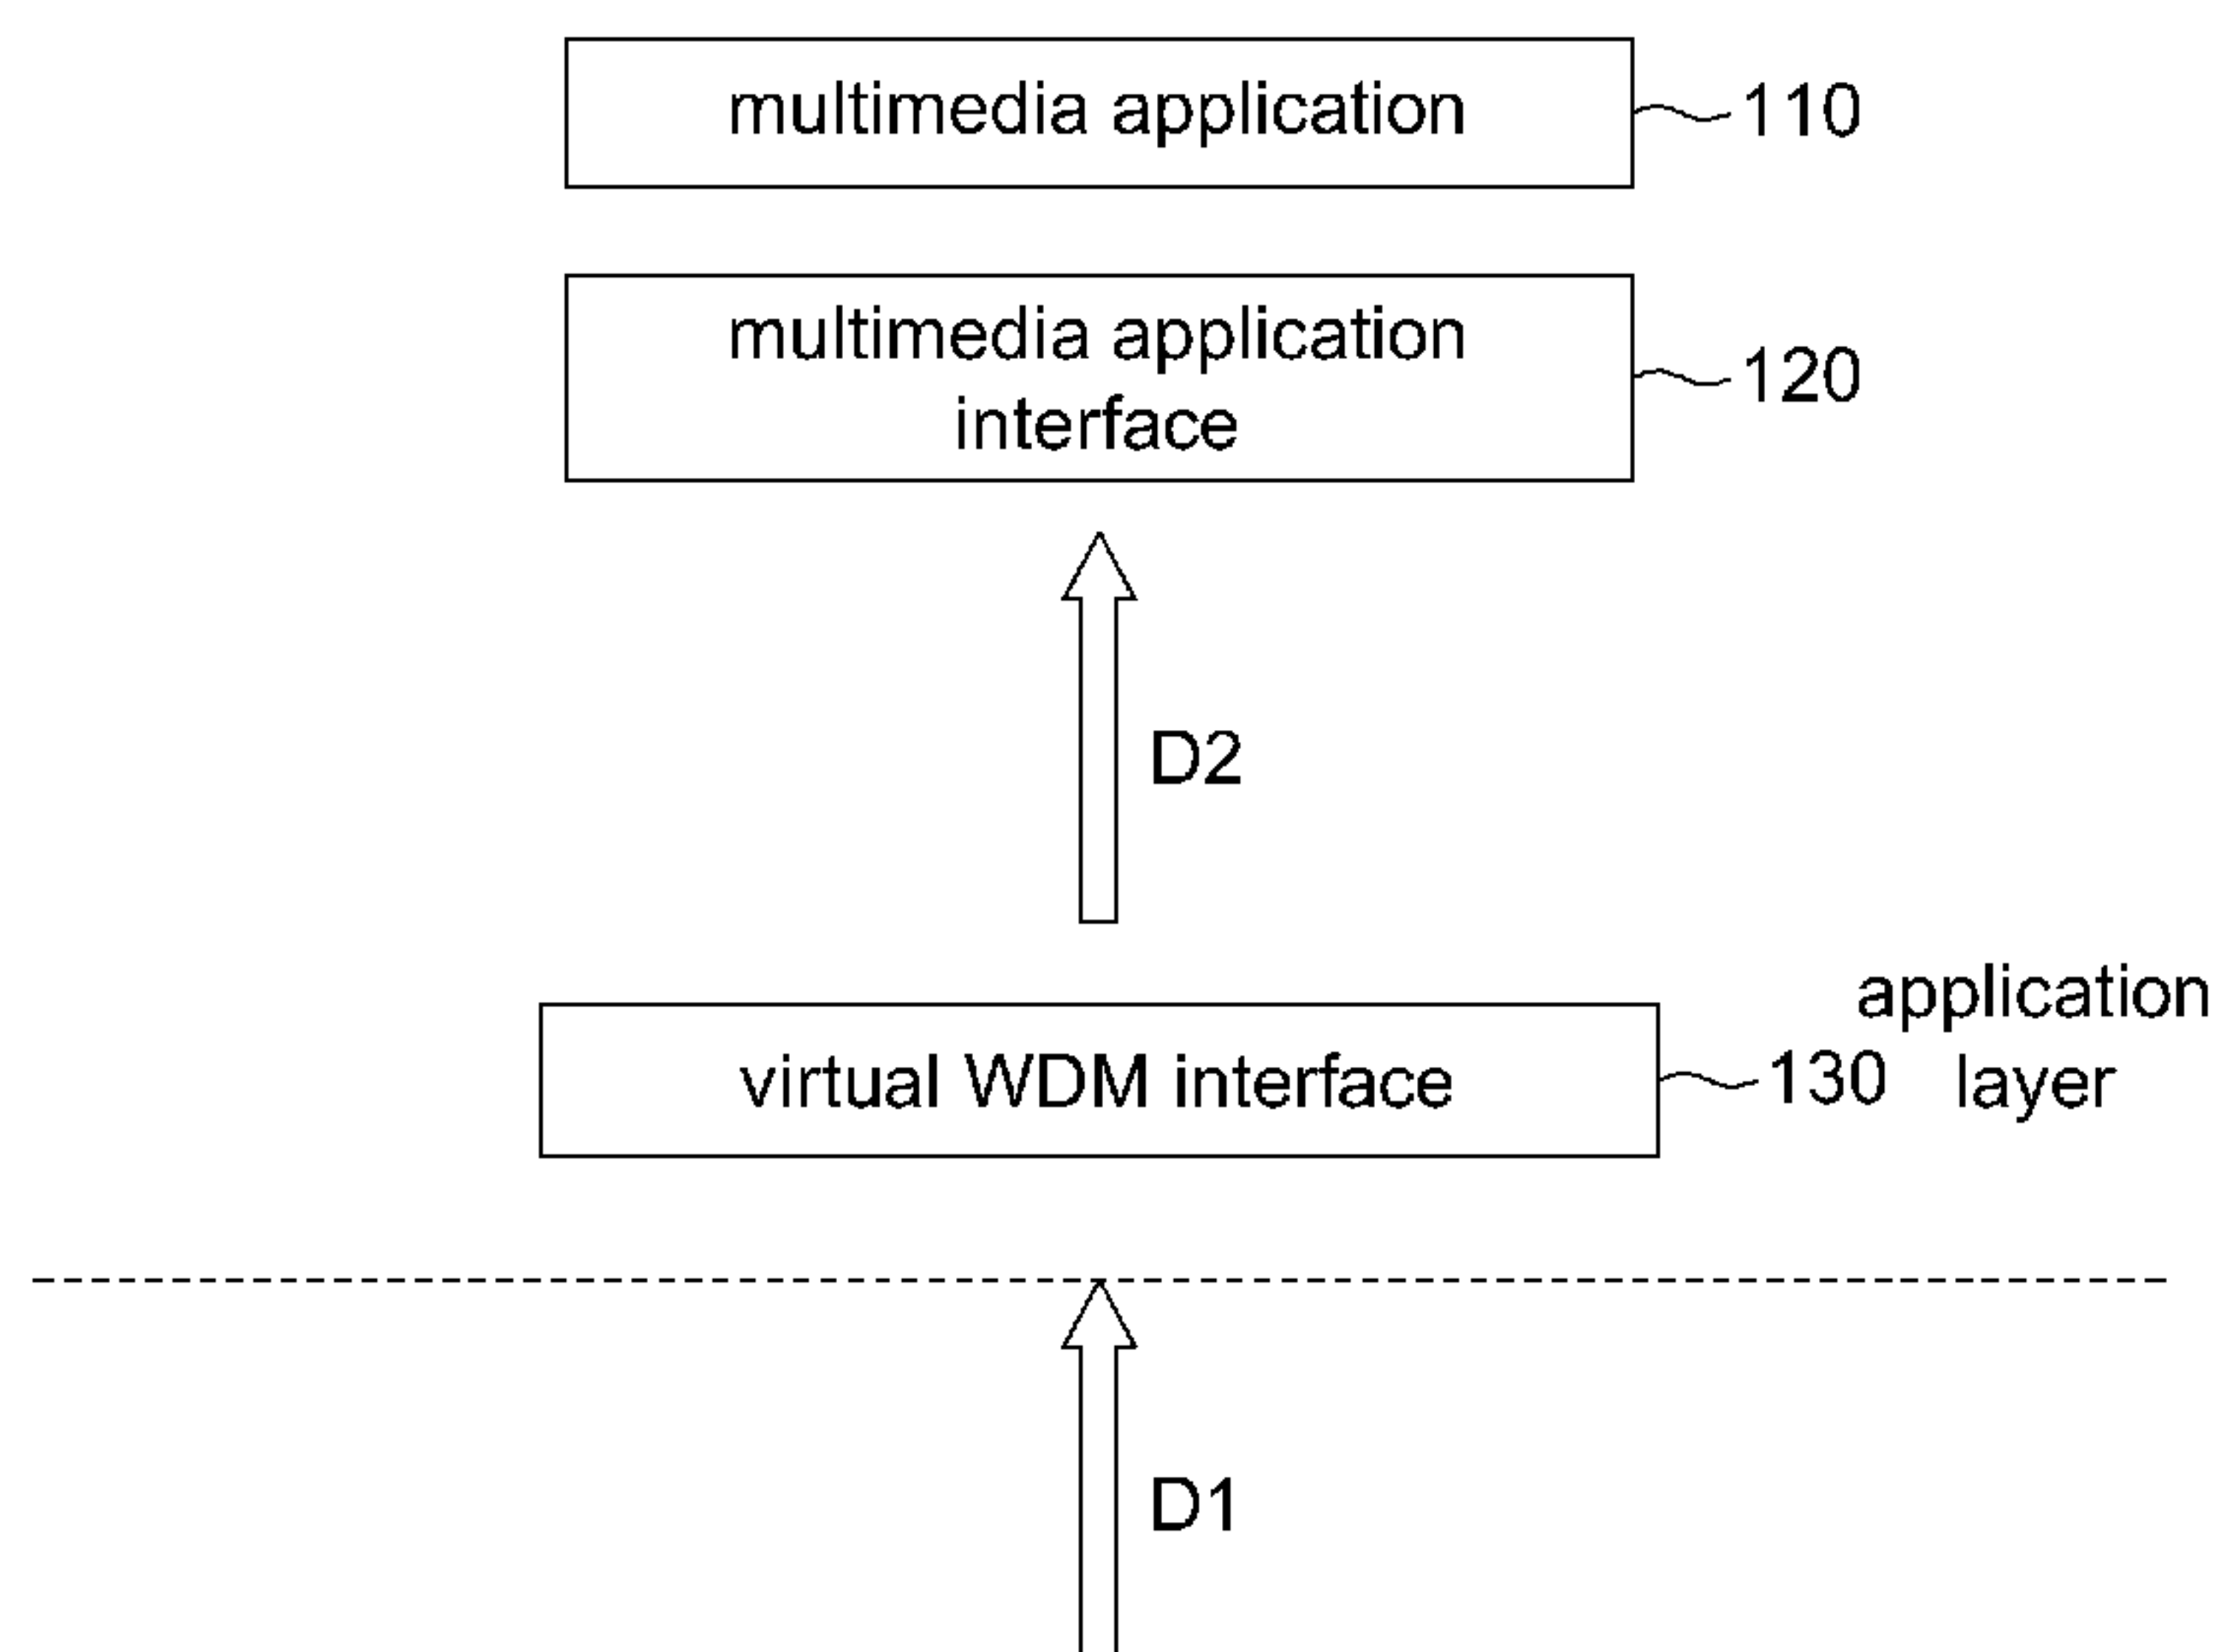 multimedia application
110
multimedia application
interface
120
D2
virtual WDM interface
130
application
layer
D1